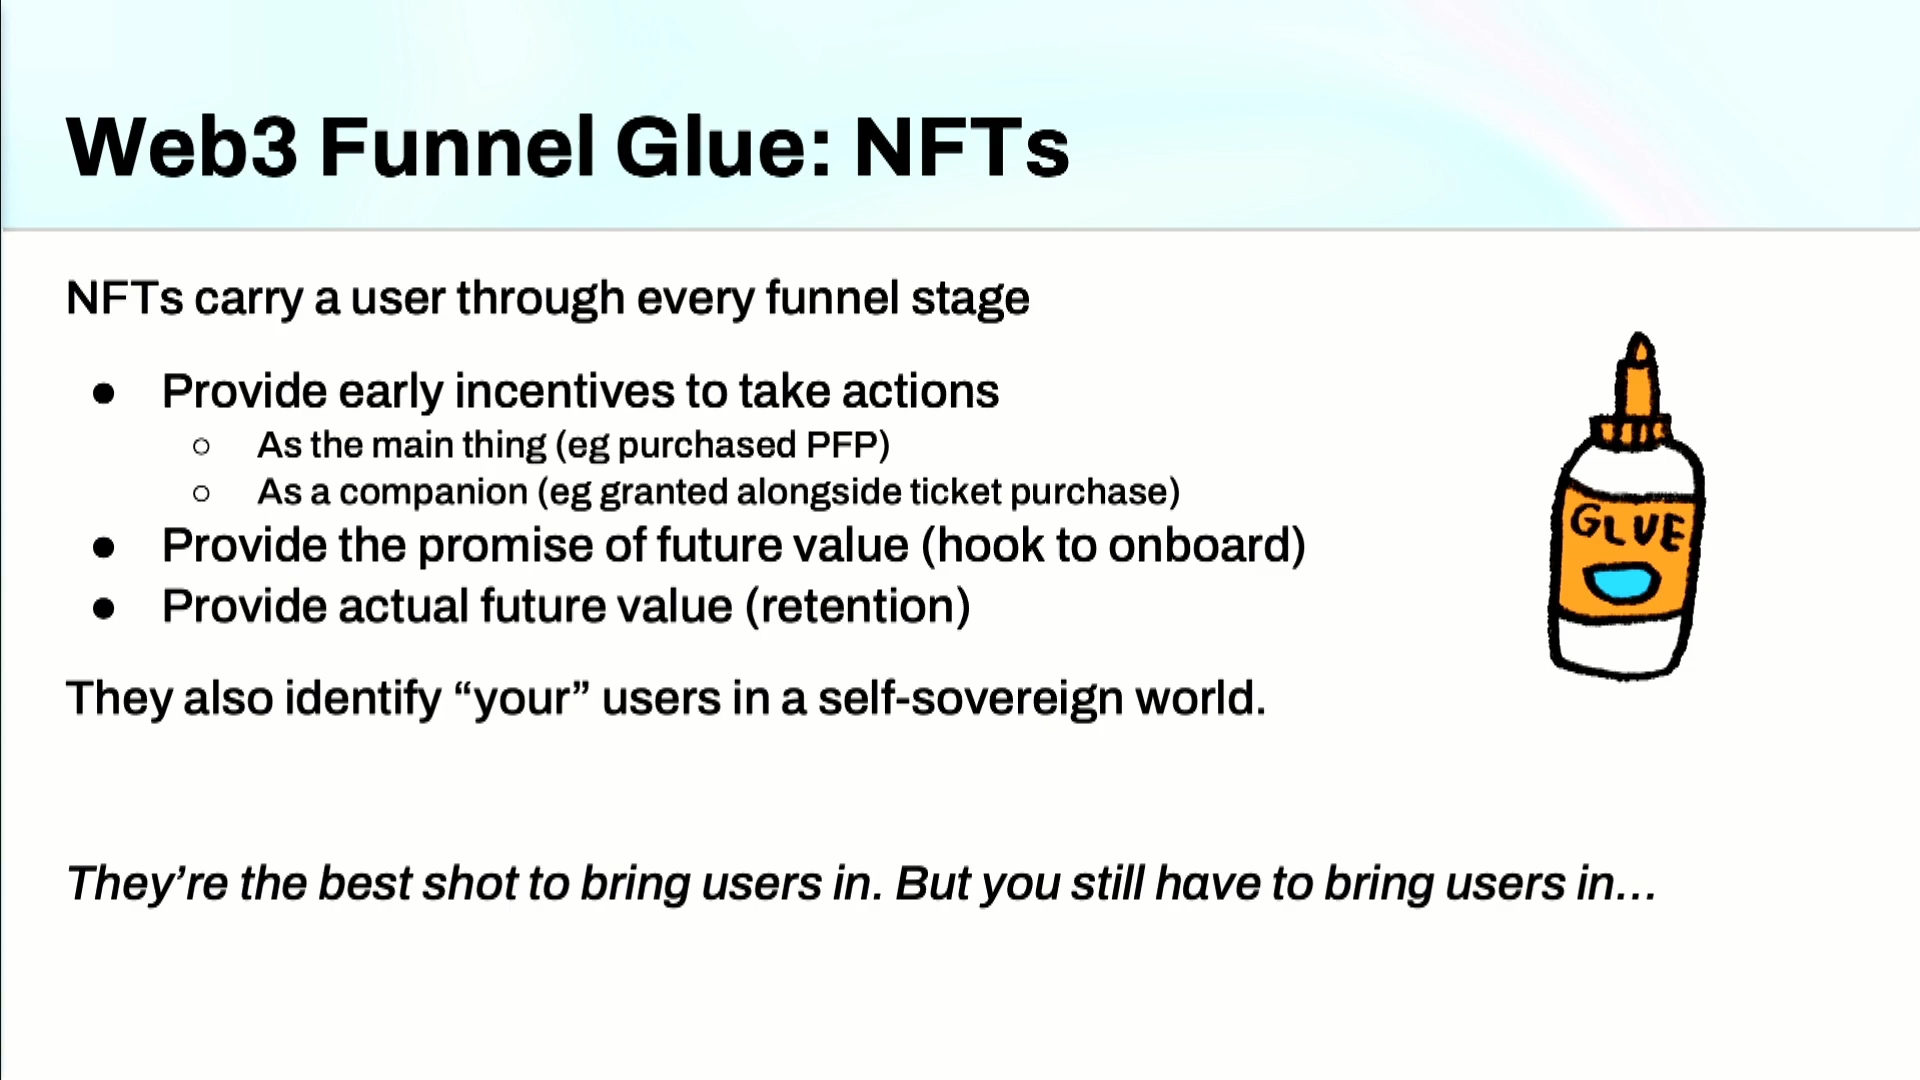 Web3 Funnel Glue: NFTs
NFTs carry a user through every funnel stage
● Provide early incentives to take actions
○ As the main thing (eg purchased PFP)
○ As a companion (eg granted alongside ticket purchase)
● Provide the promise of future value (hook to onboard)
● Provide actual future value (retention)
They also identify “your” users in a self-sovereign world.
GLUE
They’re the best shot to bring users in. But you still have to bring users in…